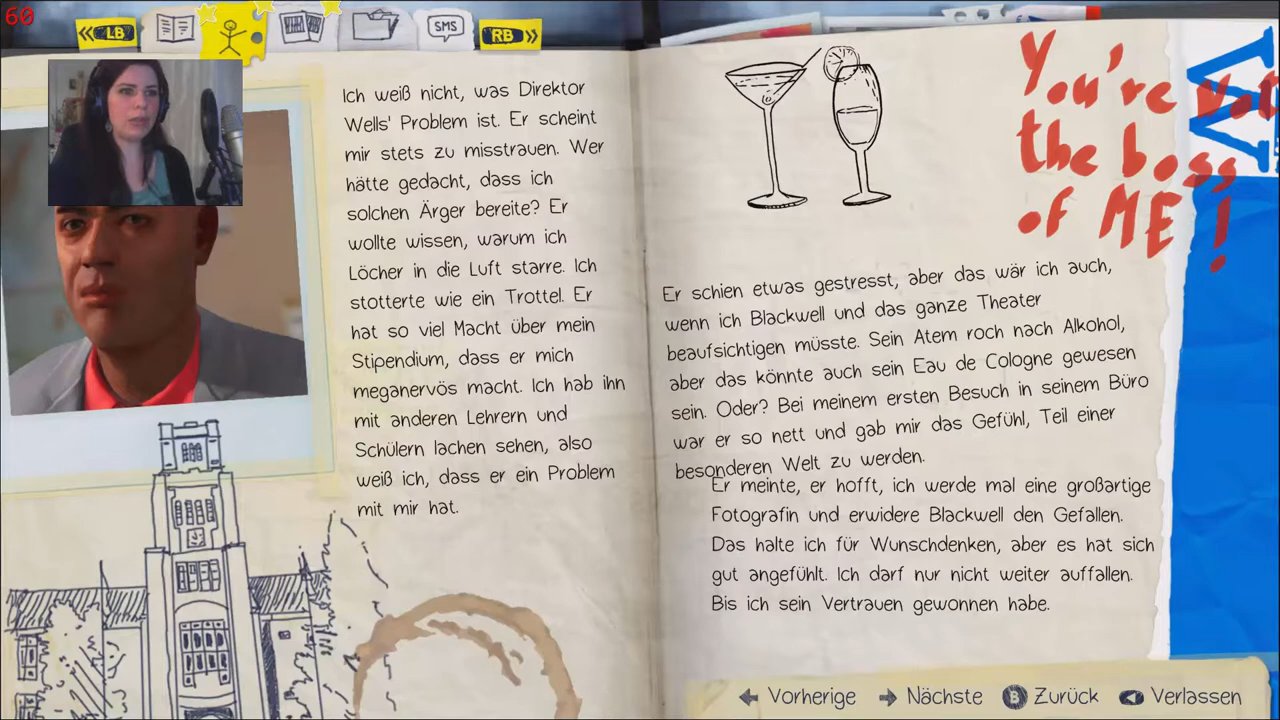 60
LB
SMS
RB
Ich weiß nicht, was Direktor
Wells' Problem ist. Er scheint
mir stets zu misstrauen. Wer
hätte gedacht, dass ich
solchen Ärger bereite? Er
wollte wissen, warum ich
Löcher in die Luft starre. Ich
stotterte wie ein Trottel. Er
hat so viel Macht über mein
Stipendium, dass er mich
meganervös macht. Ich hab ihn
mit anderen Lehrern und
Schülern lachen sehen, also
weiß ich, dass er ein Problem
mit mir hat.
You're not
the boss
of ME!
W
Er schien etwas gestresst, aber das wär ich auch,
wenn ich Blackwell und das ganze Theater
beaufsichtigen müsste. Sein Atem roch nach Alkohol,
aber das könnte auch sein Eau de Cologne gewesen
sein. Oder? Bei meinem ersten Besuch in seinem Büro
war er so nett und gab mir das Gefühl, Teil einer
besonderen Welt zu werden.
Er meinte, er hofft, ich werde mal eine großartige
Fotografin und erwidere Blackwell den Gefallen.
Das halte ich für Wunschdenken, aber es hat sich
gut angefühlt. Ich darf nur nicht weiter auffallen.
Bis ich sein Vertrauen gewonnen habe.
Vorherige Nächste B Zurück Verlassen